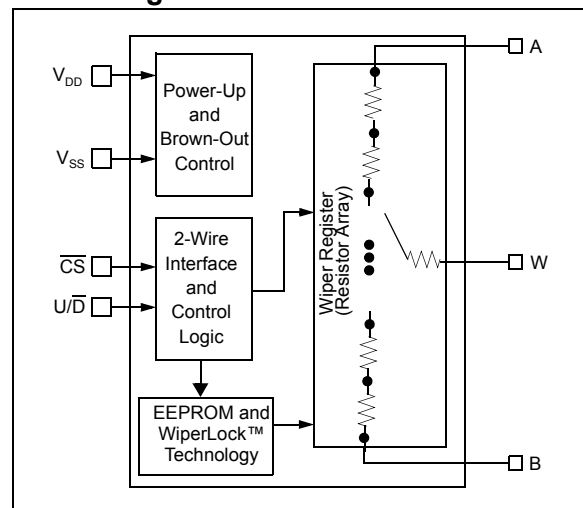 V_DD
V_SS
C̅S̅
U/D̅
Power-Up
and
Brown-Out
Control
2-Wire
Interface
and
Control
Logic
EEPROM and
WiperLock™
Technology
Wiper Register
(Resistor Array)
A
W
B